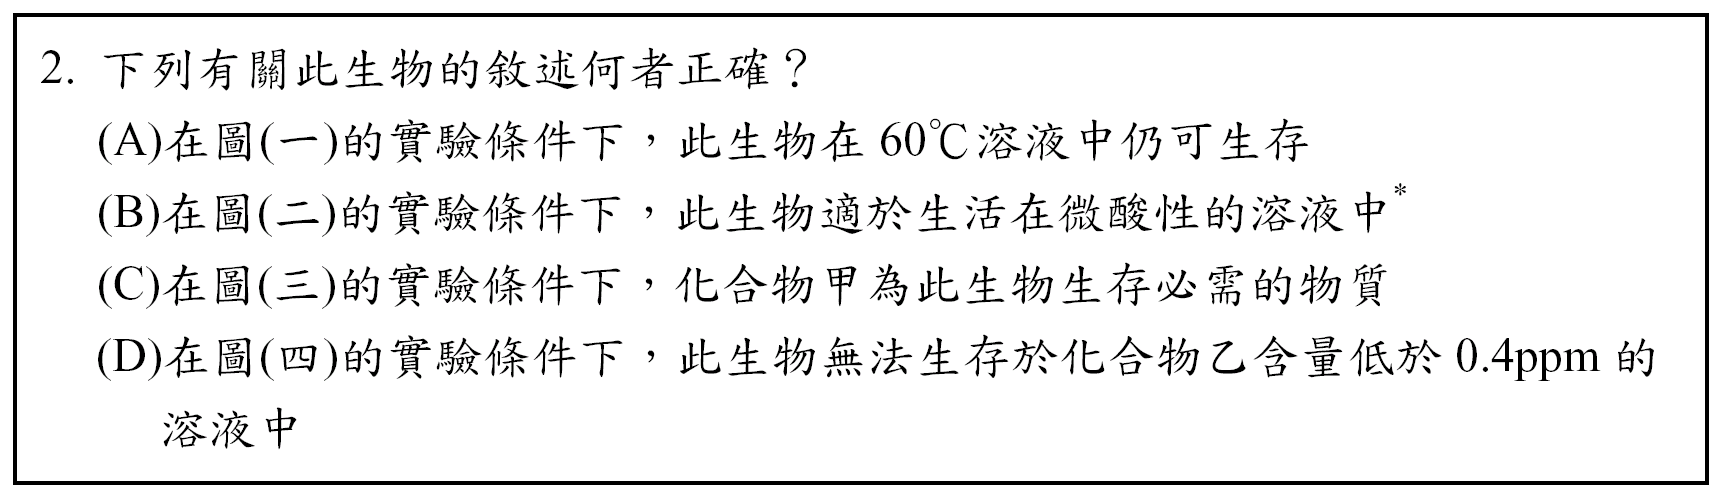 2. 下列有關此生物的敘述何者正確？
(A)在圖(一)的實驗條件下，此生物在 60℃溶液中仍可生存
(B)在圖(二)的實驗條件下，此生物適於生活在微酸性的溶液中*
(C)在圖(三)的實驗條件下，化合物甲為此生物生存必需的物質
(D)在圖(四)的實驗條件下，此生物無法生存於化合物乙含量低於 0.4ppm 的
溶液中